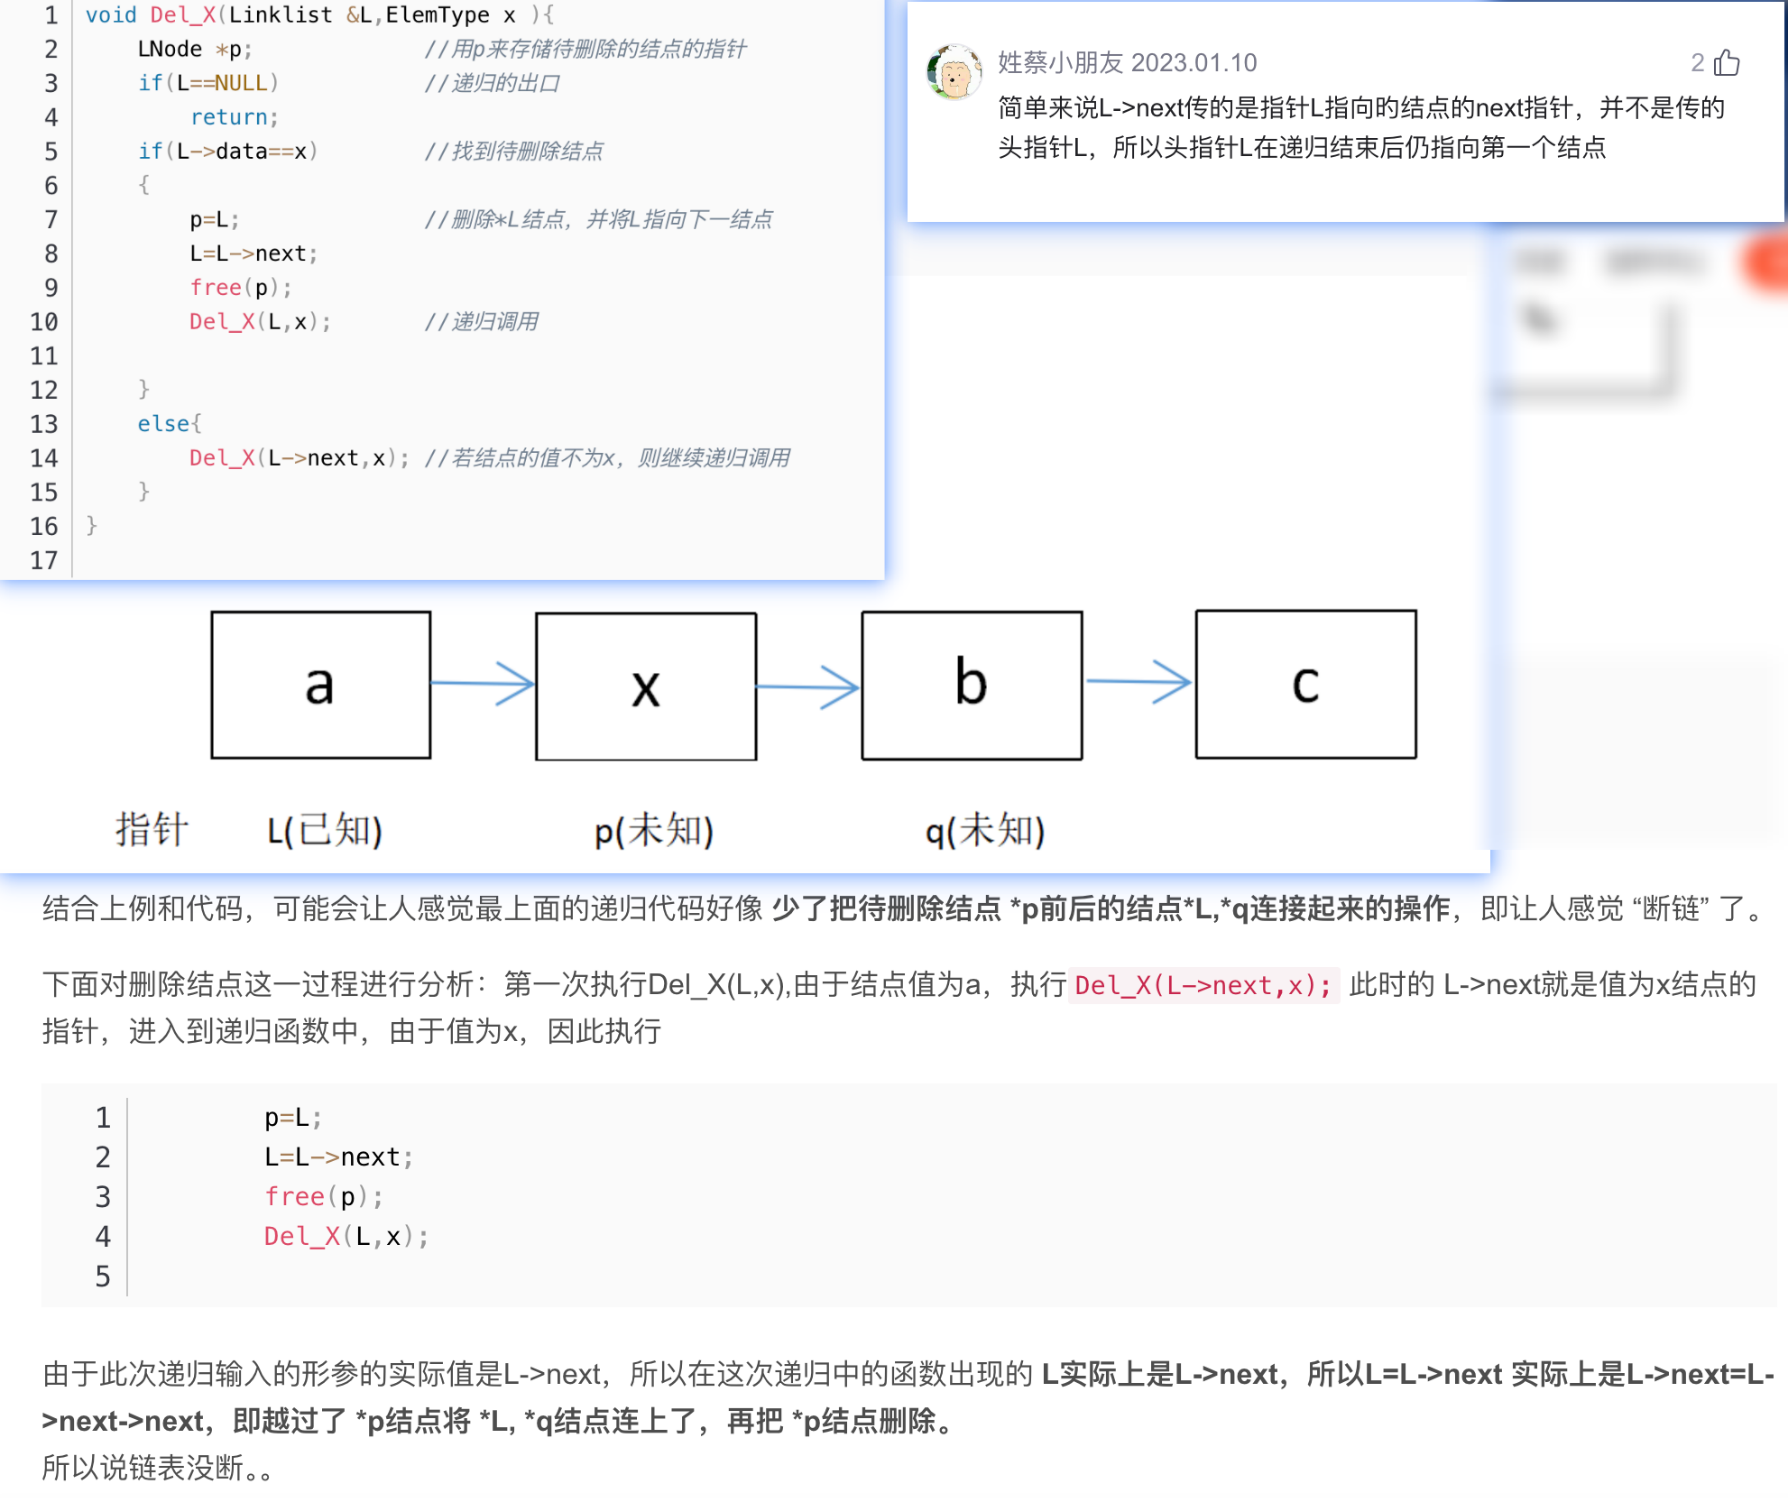 1 void Del_X(Linklist &L,ElemType x ){
2 LNode *p; //用p来存储待删除的结点的指针
3 if(L==NULL) //递归的出口
4 return;
5 if(L->data==x) //找到待删除结点
6 {
7 p=L; //删除*L结点，并将L指向下一结点
8 L=L->next;
9 free(p);
10 Del_X(L,x); //递归调用
11
12 }
13 else{
14 Del_X(L->next,x); //若结点的值不为x，则继续递归调用
15 }
16 }
17
姓蔡小朋友 2023.01.10 2
简单来说L->next传的是指针L指向的结点的next指针，并不是传的
头指针L，所以头指针L在递归结束后仍指向第一个结点
a x b c
指针 L(已知) p(未知) q(未知)
结合上例和代码，可能会让人感觉最上面的递归代码好像 少了把待删除结点 *p前后的结点*L,*q连接起来的操作，即让人感觉 “断链” 了。
下面对删除结点这一过程进行分析：第一次执行Del_X(L,x),由于结点值为a，执行 Del_X(L->next,x); 此时的 L->next就是值为x结点的
指针，进入到递归函数中，由于值为x，因此执行
1 p=L;
2 L=L->next;
3 free(p);
4 Del_X(L,x);
5
由于此次递归输入的形参的实际值是L->next，所以在这次递归中的函数出现的 L实际上是L->next，所以L=L->next 实际上是L->next=L-
>next->next，即越过了 *p结点将 *L, *q结点连上了，再把 *p结点删除。
所以说链表没断。。